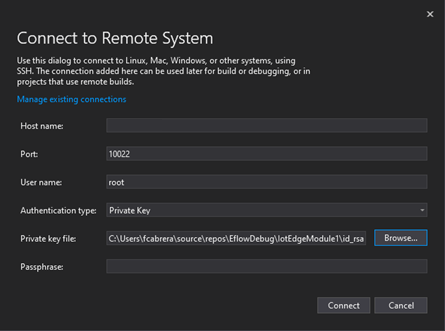 Connect to Remote System
Use this dialog to connect to Linux, Mac, Windows, or other systems, using
SSH. The connection added here can be used later for build or debugging, or in
projects that use remote builds.
Manage existing connections
Host name:
Port: 10022
User name: root
Authentication type: Private Key
Private key file: C:\Users\fcabrera\source\repos\EflowDebug\IotEdgeModule1\id_rsa Browse...
Passphrase:
Connect Cancel